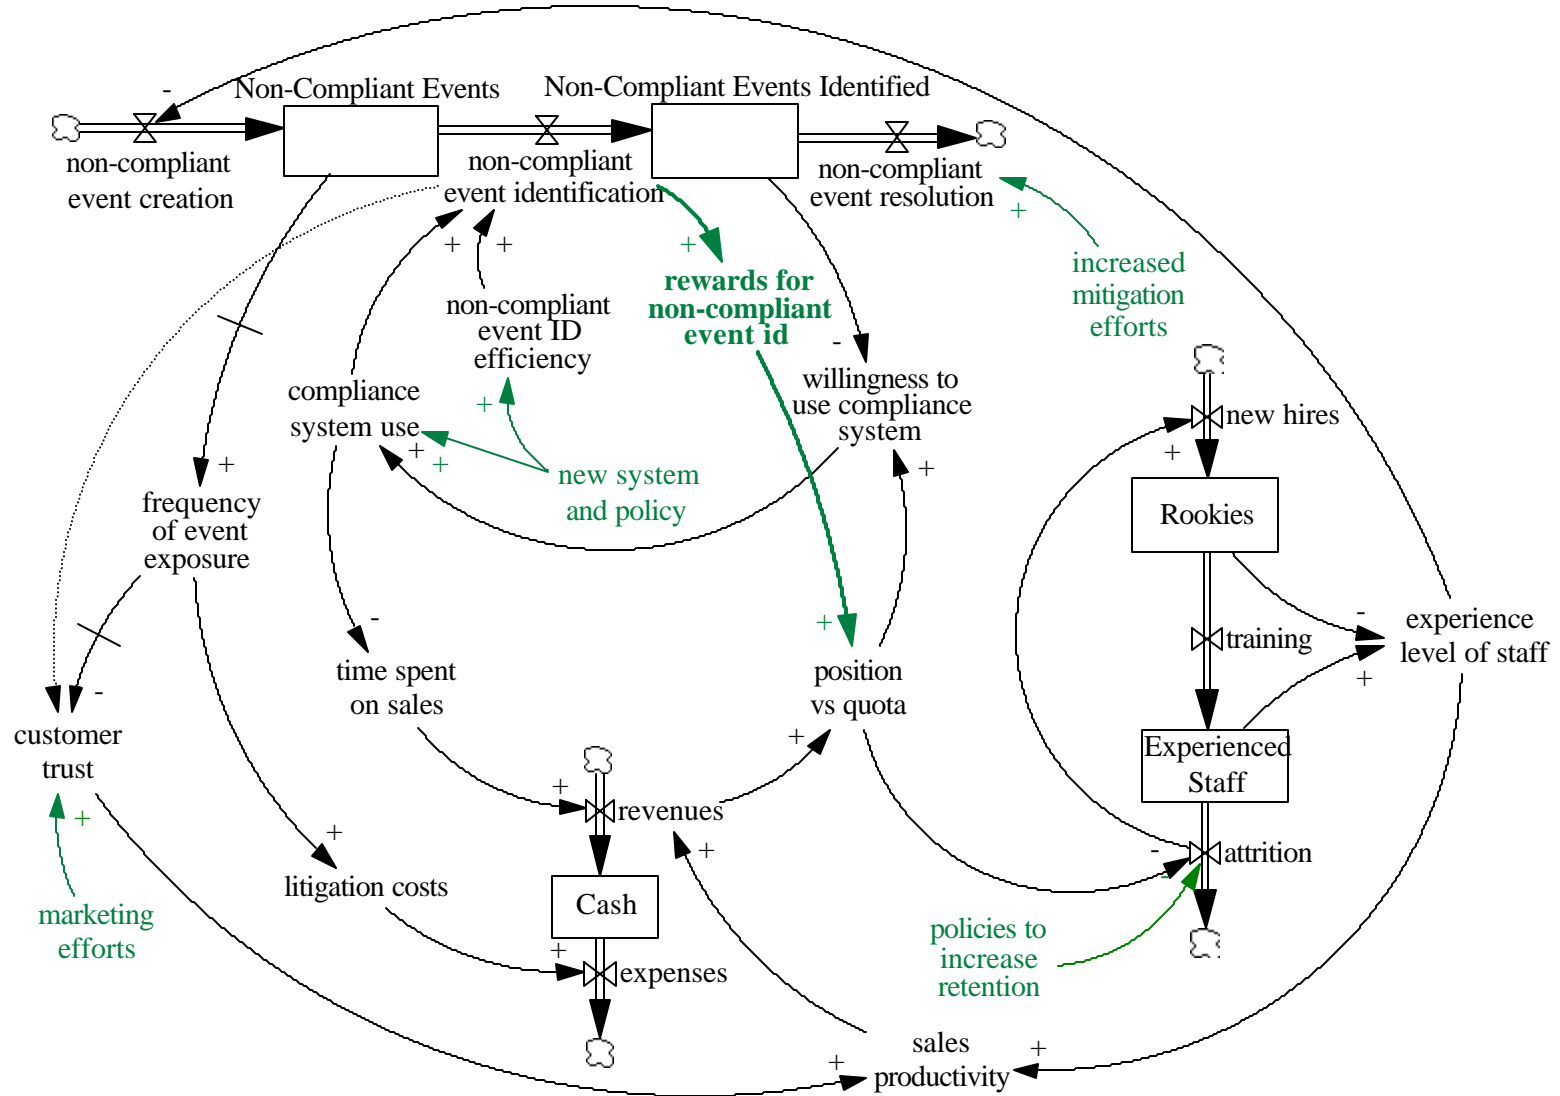 -
Non-Compliant Events
Non-Compliant Events Identified
non-compliant
event creation
non-compliant
event identification
non-compliant
event resolution
+
+
+
+
increased
mitigation
efforts
rewards for
non-compliant
event id
non-compliant
event ID
efficiency
-
compliance
system use
+
+
+
willingness to
use compliance
system
+
new system
and policy
new hires
+
Rookies
+
frequency
of event
exposure
-
-
+
training
-
+
experience
level of staff
time spent
on sales
position
vs quota
-
customer
trust
+
Experienced
Staff
+
+
revenues
+
+
+
litigation costs
Cash
-
-
attrition
marketing
efforts
policies to
increase
retention
+
expenses
+
sales
productivity
+